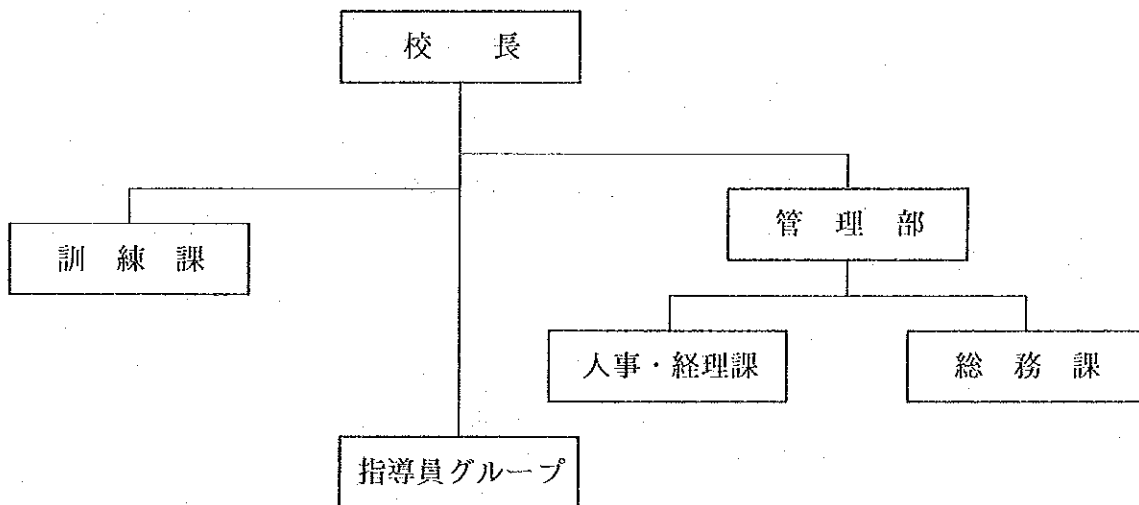 校長
管理部
訓練課
人事・経理課
総務課
指導員グループ